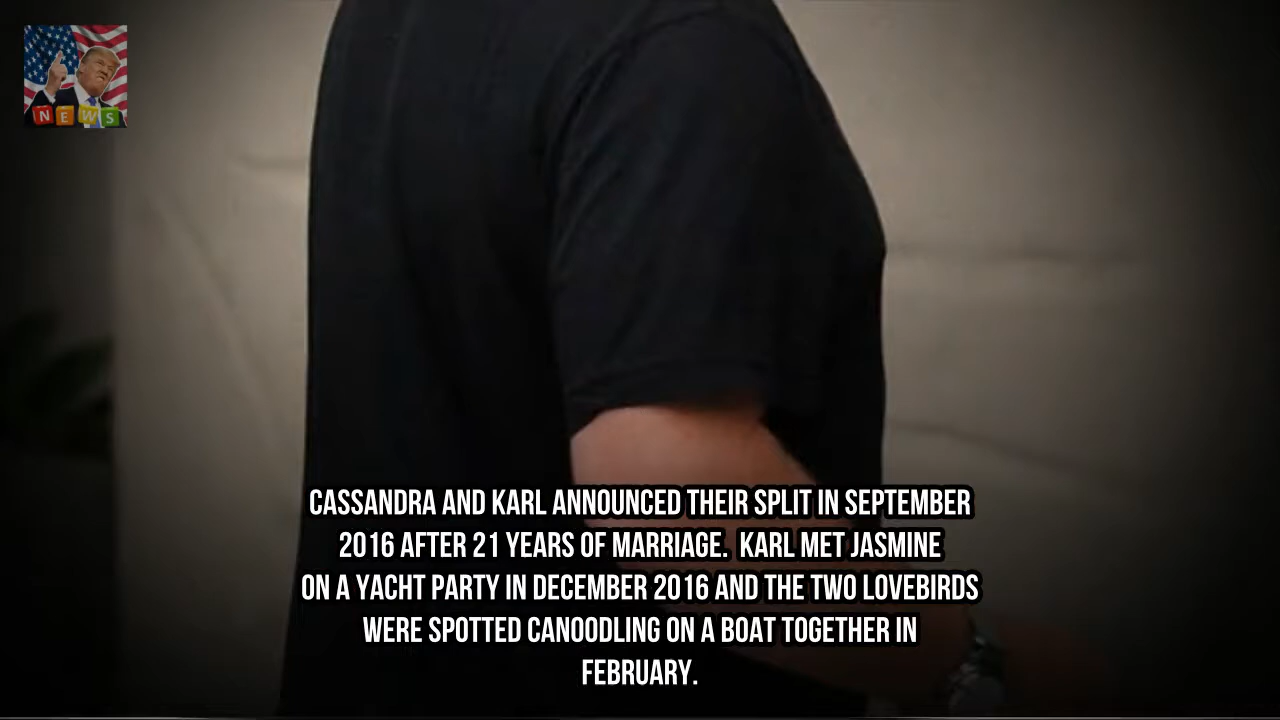 NEWS
CASSANDRA AND KARL ANNOUNCED THEIR SPLIT IN SEPTEMBER
2016 AFTER 21 YEARS OF MARRIAGE.  KARL MET JASMINE
ON A YACHT PARTY IN DECEMBER 2016 AND THE TWO LOVEBIRDS
WERE SPOTTED CANOODLING ON A BOAT TOGETHER IN
FEBRUARY.